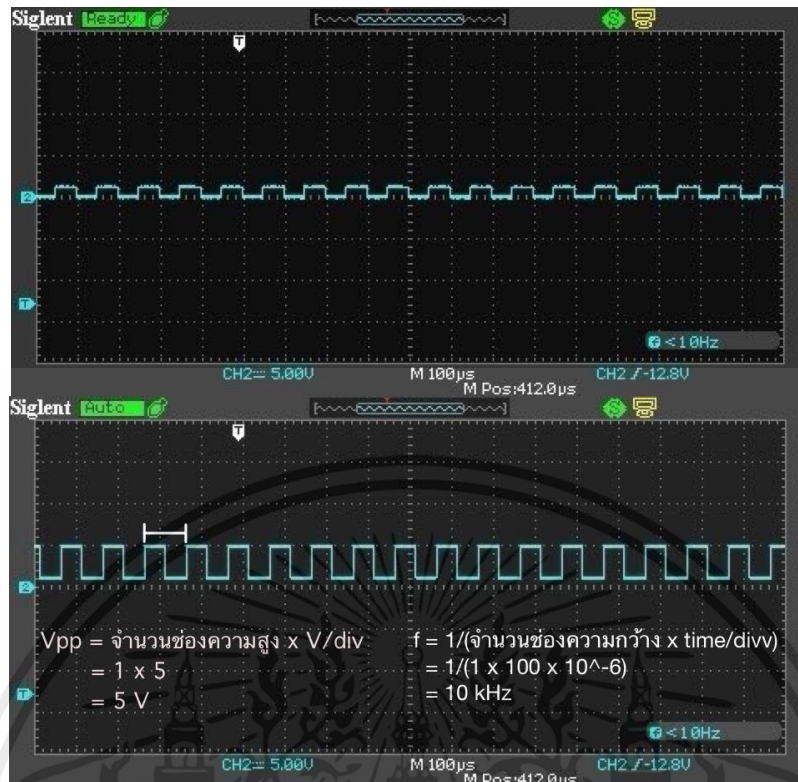 Siglent Ready
T
2
T
f <10Hz
CH2 5.00V M 100µs CH2 -12.8V
M Pos:412.0µs
Siglent Auto
T
2
Vpp = จำนวนช่องความสูง x V/div
= 1 x 5
= 5 V
f = 1/(จำนวนช่องความกว้าง x time/divv)
= 1/(1 x 100 x 10^-6)
= 10 kHz
T
f <10Hz
CH2 5.00V M 100µs CH2 -12.8V
M Pos:412.0µs